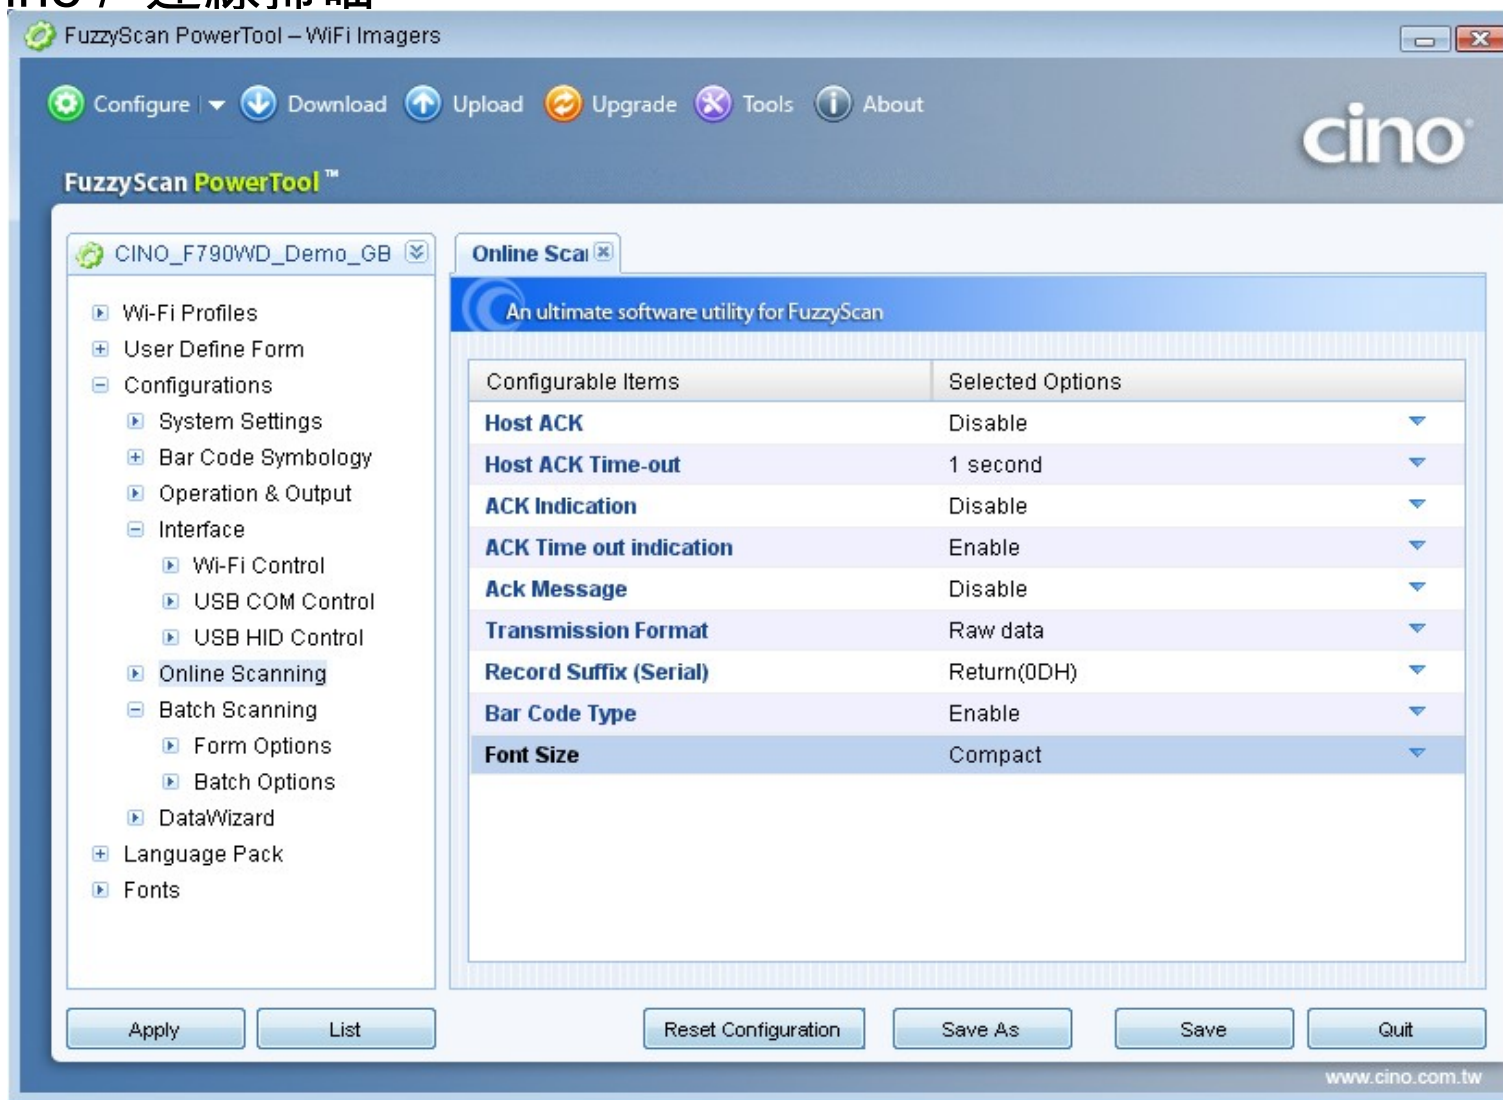 FuzzyScan PowerTool – WiFi Imagers
Configure Download Upload Upgrade Tools About
cino
FuzzyScan PowerTool ™
CINO_F790WD_Demo_GB
Online Scai
Wi-Fi Profiles
An ultimate software utility for FuzzyScan
User Define Form
Configurations
Configurable Items Selected Options
System Settings
Host ACK Disable
Bar Code Symbology
Host ACK Time-out 1 second
Operation & Output
ACK Indication Disable
Interface
ACK Time out indication Enable
Wi-Fi Control
Ack Message Disable
USB COM Control
Transmission Format Raw data
USB HID Control
Online Scanning
Record Suffix (Serial) Return(0DH)
Batch Scanning
Bar Code Type Enable
Form Options
Font Size Compact
Batch Options
DataWizard
Language Pack
Fonts
Apply List Reset Configuration Save As Save Quit
www.cino.com.tw